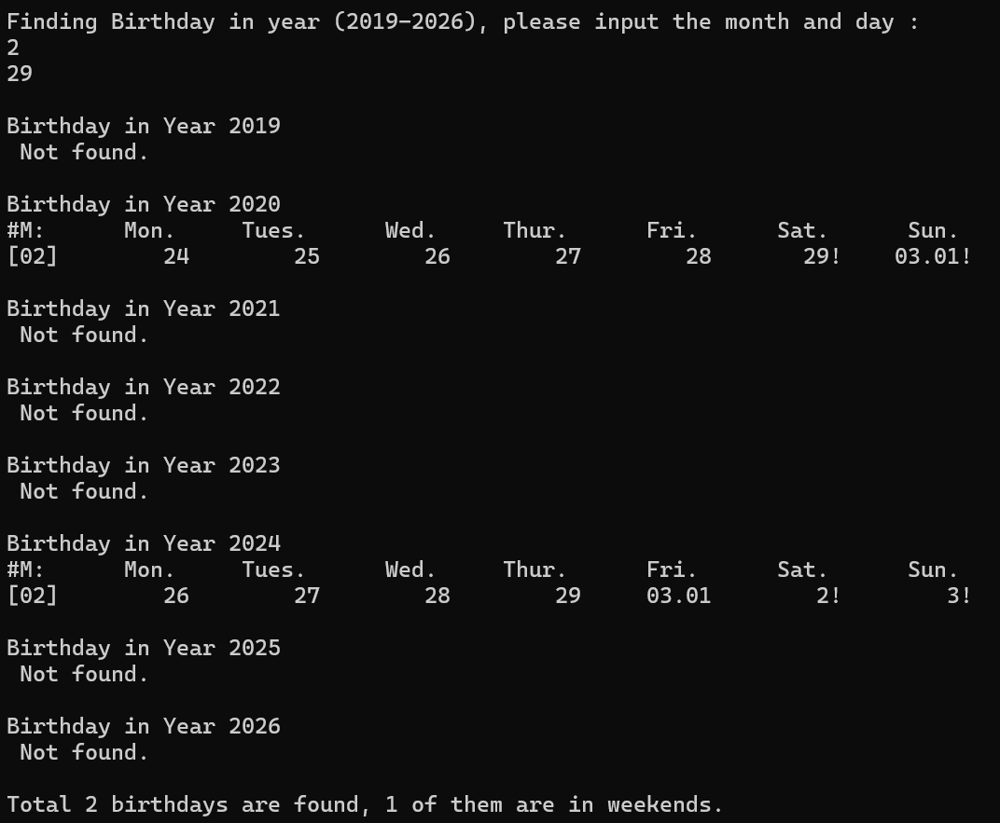 Finding Birthday in year (2019-2026), please input the month and day :
2
29
Birthday in Year 2019
Not found.
Birthday in Year 2020
#M: Mon. Tues. Wed. Thur. Fri. Sat. Sun.
[02] 24 25 26 27 28 29! 03.01!
Birthday in Year 2021
Not found.
Birthday in Year 2022
Not found.
Birthday in Year 2023
Not found.
Birthday in Year 2024
#M: Mon. Tues. Wed. Thur. Fri. Sat. Sun.
[02] 26 27 28 29 03.01 2! 3!
Birthday in Year 2025
Not found.
Birthday in Year 2026
Not found.
Total 2 birthdays are found, 1 of them are in weekends.